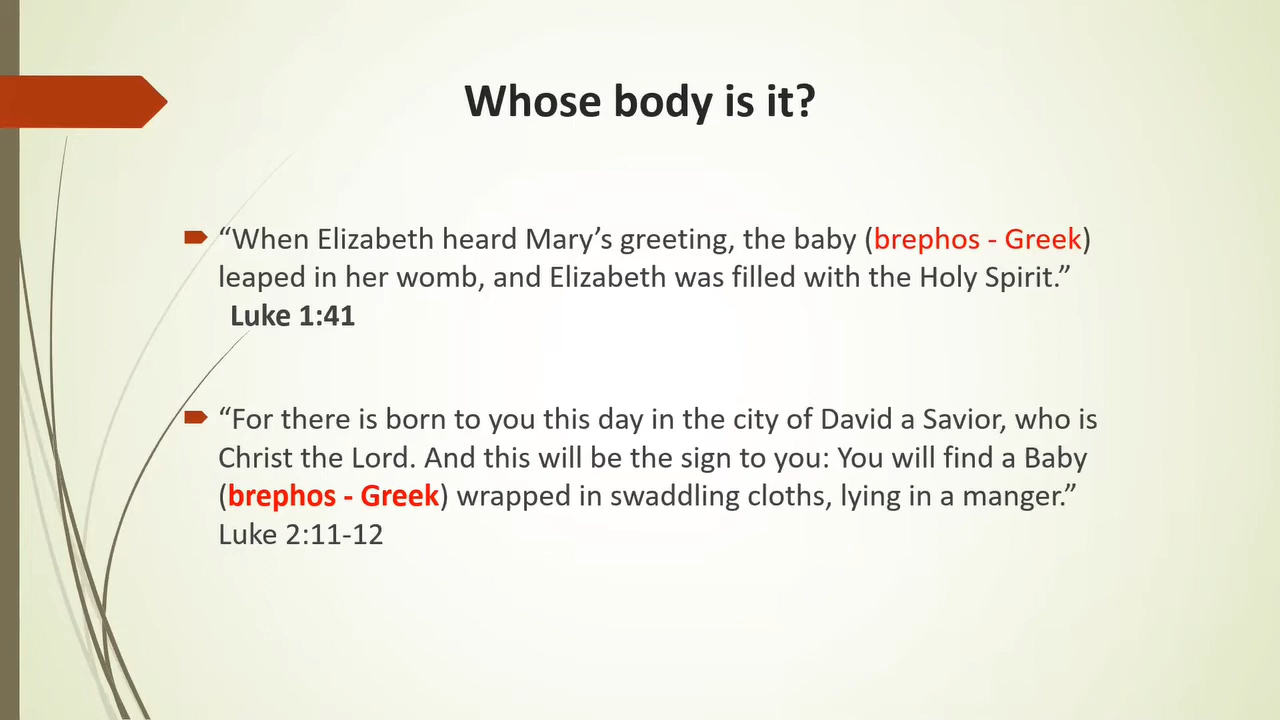 Whose body is it?
“When Elizabeth heard Mary’s greeting, the baby (brephos - Greek)
leaped in her womb, and Elizabeth was filled with the Holy Spirit.”
Luke 1:41
“For there is born to you this day in the city of David a Savior, who is
Christ the Lord. And this will be the sign to you: You will find a Baby
(brephos - Greek) wrapped in swaddling cloths, lying in a manger.”
Luke 2:11-12